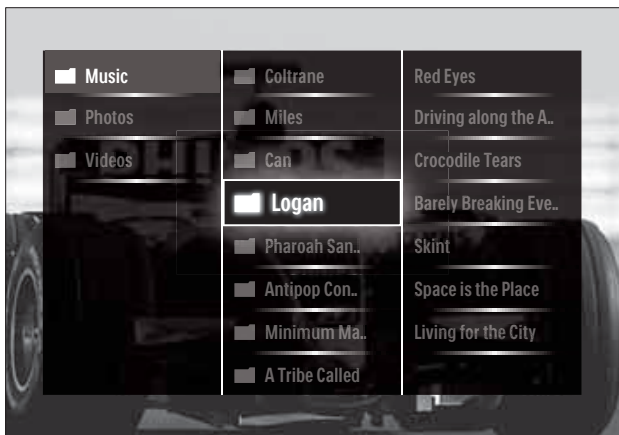 Music
Photos
Videos
Coltrane
Miles
Can
Logan
Pharoah San..
Antipop Con..
Minimum Ma..
A Tribe Called
Red Eyes
Driving along the A..
Crocodile Tears
Barely Breaking Eve..
Skint
Space is the Place
Living for the City